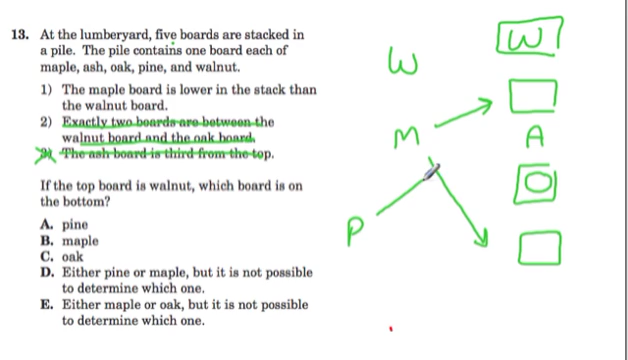 13. At the lumberyard, five boards are stacked in
a pile. The pile contains one board each of
maple, ash, oak, pine, and walnut.
1) The maple board is lower in the stack than
the walnut board.
2) Exactly two boards are between the
walnut board and the oak board.
3) The ash board is third from the top.
If the top board is walnut, which board is on
the bottom?
A. pine
B. maple
C. oak
D. Either pine or maple, but it is not possible
to determine which one.
E. Either maple or oak, but it is not possible
to determine which one.
W
W
M
A
O
P